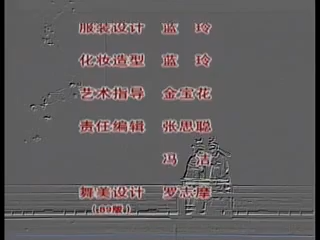 服装设计 蓝玲
化妆造型 蓝玲
艺术指导 金宝花
责任编辑 张思聪
冯洁
舞美设计 罗志摩
（09版）